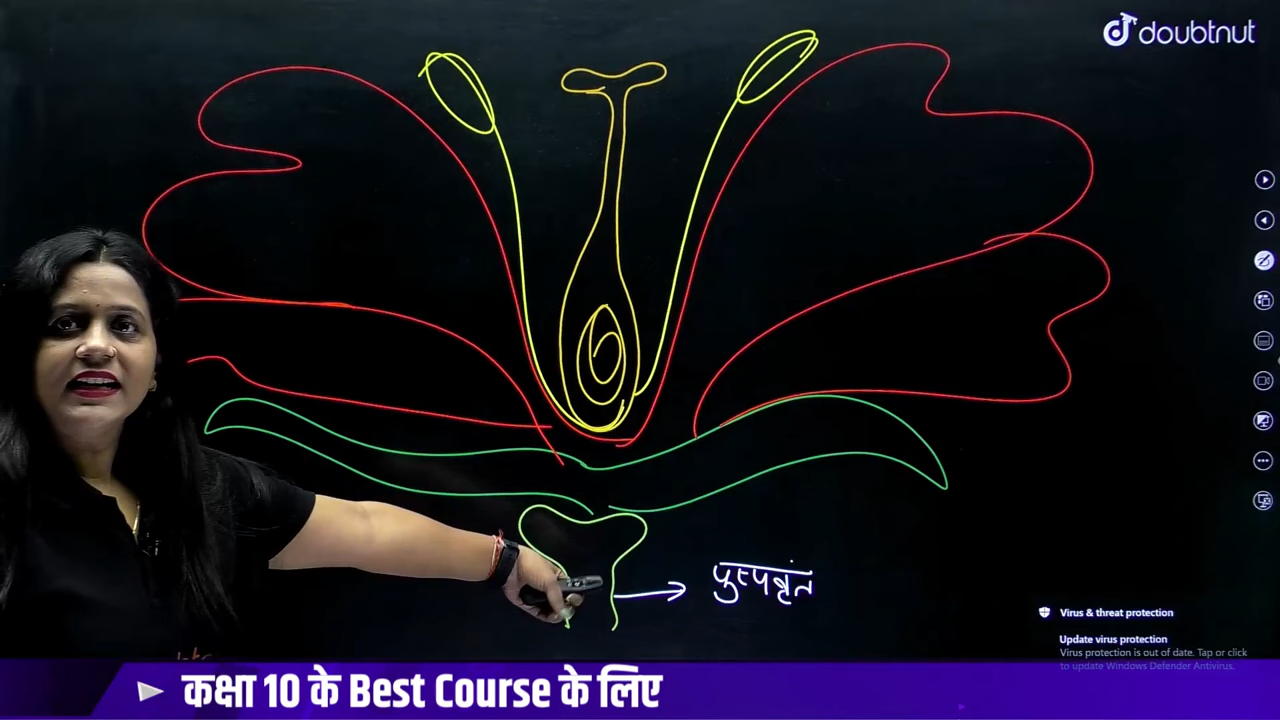 doubtnut
पुष्पवृंत
Virus & threat protection
Update virus protection
Virus protection is out of date. Tap or click
to update Windows Defender Antivirus.
कक्षा 10 के Best Course के लिए